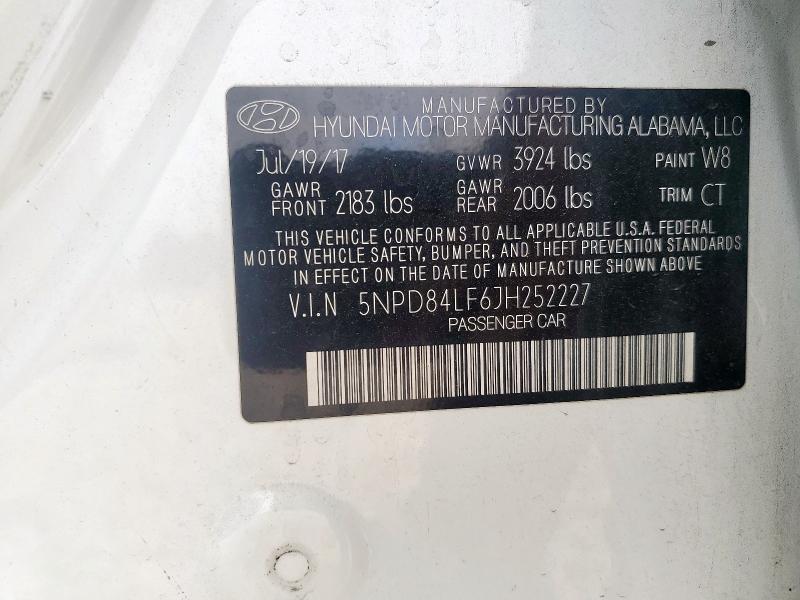 MANUFACTURED BY
HYUNDAI MOTOR MANUFACTURING ALABAMA, LLC
Jul/19/17 GVWR 3924 lbs PAINT W8
GAWR FRONT 2183 lbs GAWR REAR 2006 lbs TRIM CT
THIS VEHICLE CONFORMS TO ALL APPLICABLE U.S.A. FEDERAL
MOTOR VEHICLE SAFETY, BUMPER, AND THEFT PREVENTION STANDARDS
IN EFFECT ON THE DATE OF MANUFACTURE SHOWN ABOVE
V.I.N 5NPD84LF6JH252227
PASSENGER CAR